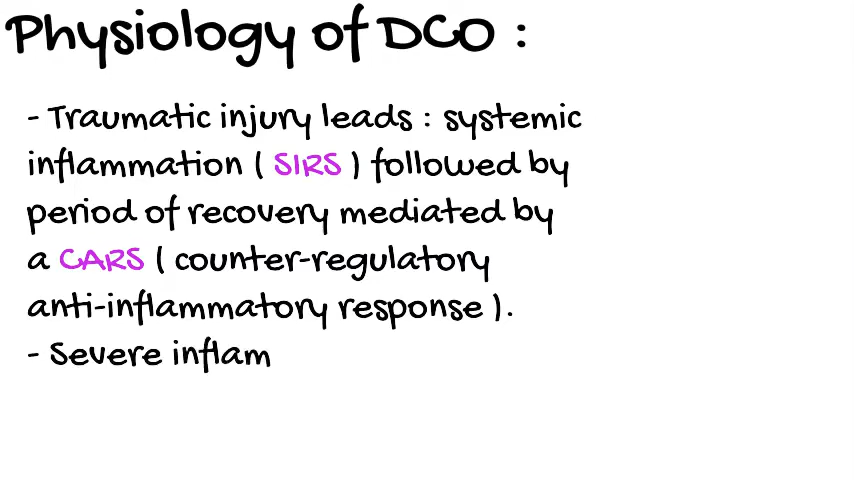 Physiology of DCO :
- Traumatic injury leads : systemic
inflammation ( SIRS ) followed by
period of recovery mediated by
a CARS ( counter-regulatory
anti-inflammatory response ).
- Severe inflam